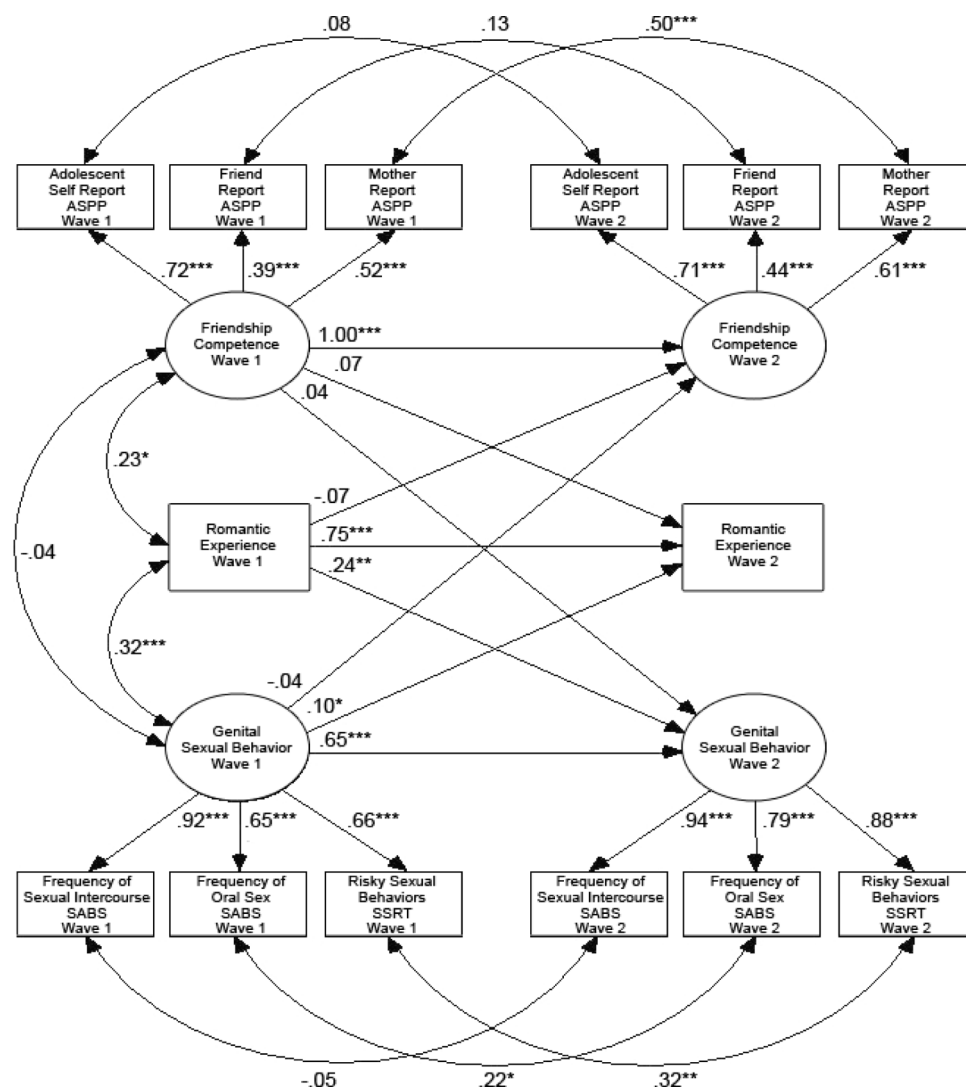 .08
.13
.50***
Adolescent
Self Report
ASPP
Wave 1
Friend
Report
ASPP
Wave 1
Mother
Report
ASPP
Wave 1
Adolescent
Self Report
ASPP
Wave 2
Friend
Report
ASPP
Wave 2
Mother
Report
ASPP
Wave 2
.72***
.39***
.52***
.71***
.44***
.61***
Friendship
Competence
Wave 1
1.00***
.07
.04
Friendship
Competence
Wave 2
.23*
-.04
Romantic
Experience
Wave 1
-.07
.75***
.24**
Romantic
Experience
Wave 2
.32***
Genital
Sexual Behavior
Wave 1
-.04
.10*
.65***
Genital
Sexual Behavior
Wave 2
.92***
.65***
.66***
.94***
.79***
.88***
Frequency of
Sexual Intercourse
SABS
Wave 1
Frequency of
Oral Sex
SABS
Wave 1
Risky Sexual
Behaviors
SSRT
Wave 1
Frequency of
Sexual Intercourse
SABS
Wave 2
Frequency of
Oral Sex
SABS
Wave 2
Risky Sexual
Behaviors
SSRT
Wave 2
-.05
.22*
.32**